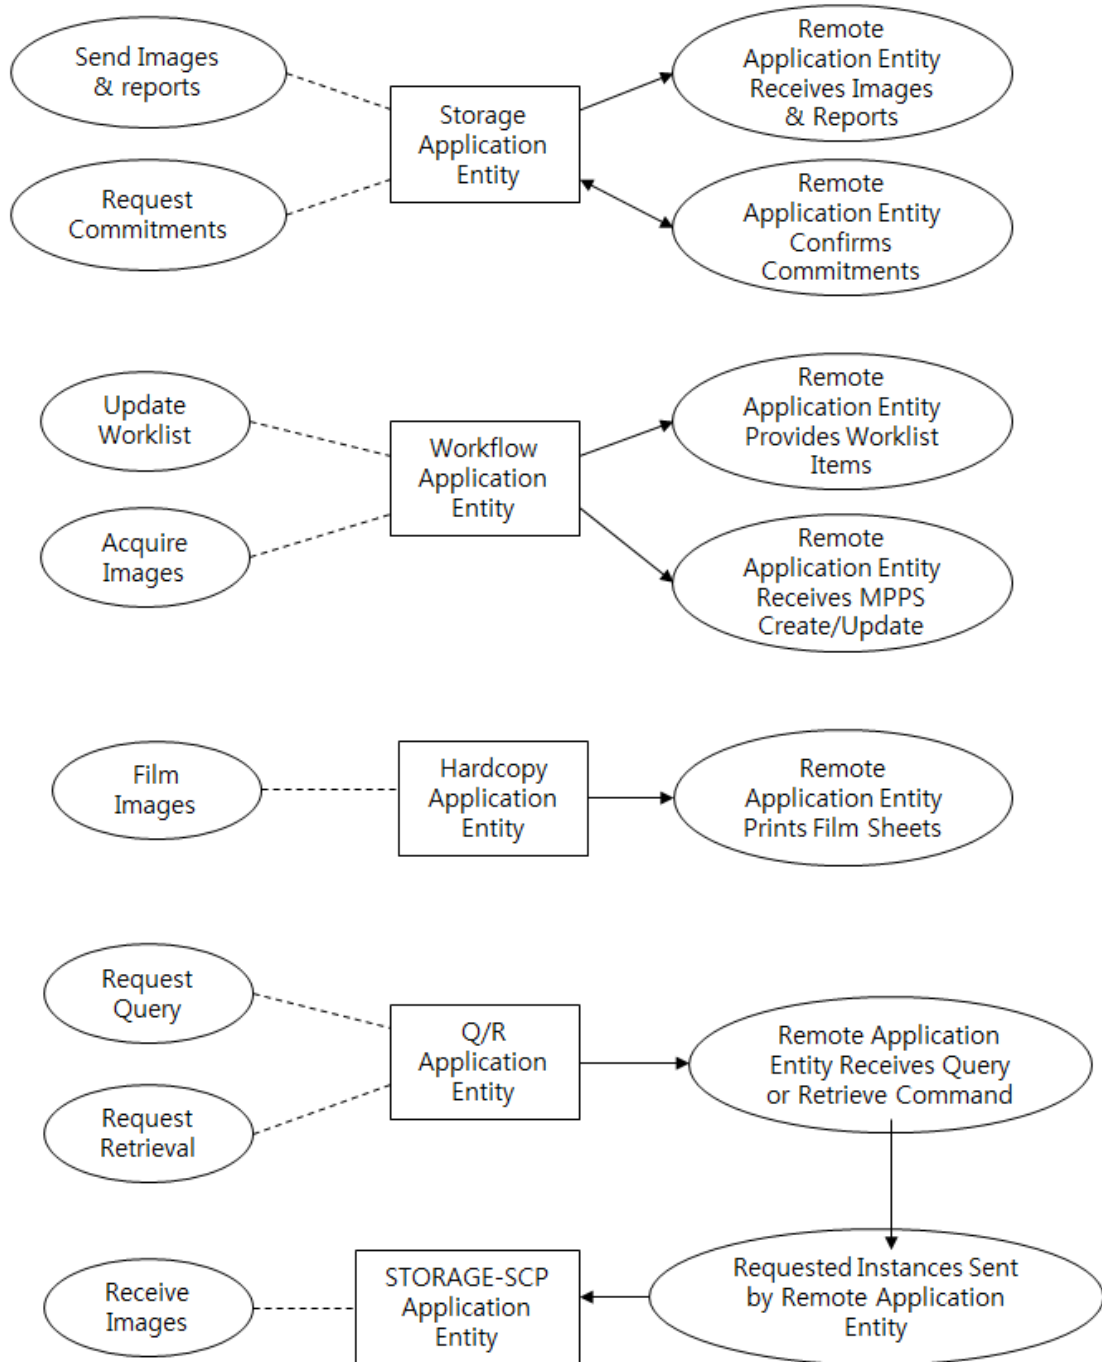 Send Images
& reports
Request
Commitments
Storage
Application
Entity
Remote
Application Entity
Receives Images
& Reports
Remote
Application Entity
Confirms
Commitments
Update
Worklist
Acquire
Images
Workflow
Application
Entity
Remote
Application Entity
Provides Worklist
Items
Remote
Application Entity
Receives MPPS
Create/Update
Film
Images
Hardcopy
Application
Entity
Remote
Application Entity
Prints Film Sheets
Request
Query
Request
Retrieval
Q/R
Application
Entity
Remote Application
Entity Receives Query
or Retrieve Command
Receive
Images
STORAGE-SCP
Application
Entity
Requested Instances Sent
by Remote Application
Entity